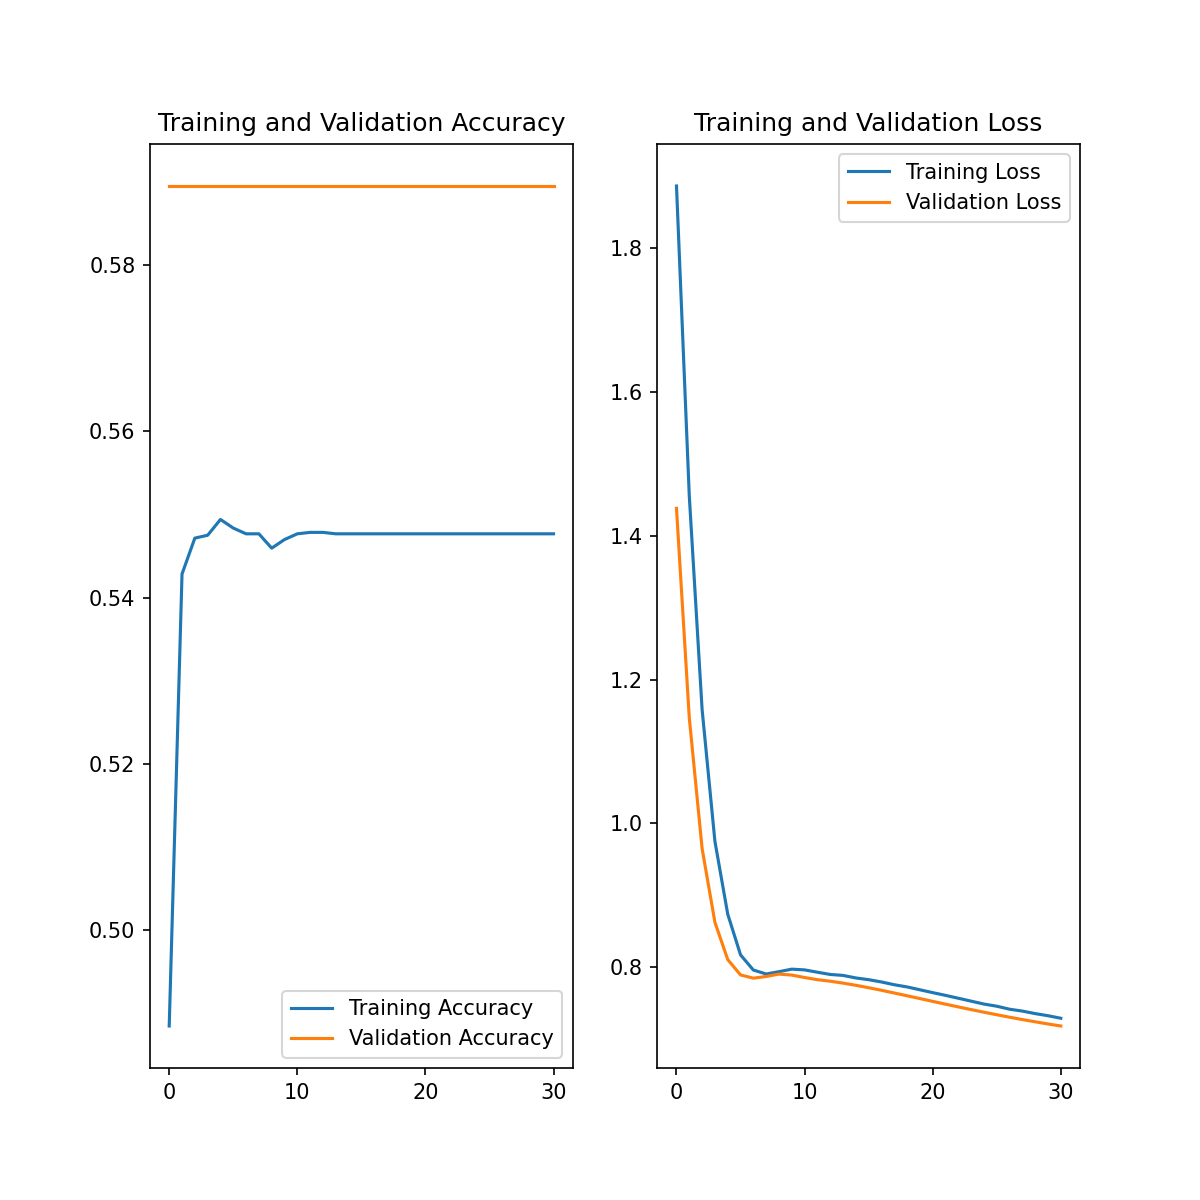 Training and Validation Accuracy
0.58
0.56
0.54
0.52
0.50
Training Accuracy
Validation Accuracy
0 10 20 30
Training and Validation Loss
Training Loss
Validation Loss
1.8
1.6
1.4
1.2
1.0
0.8
0 10 20 30